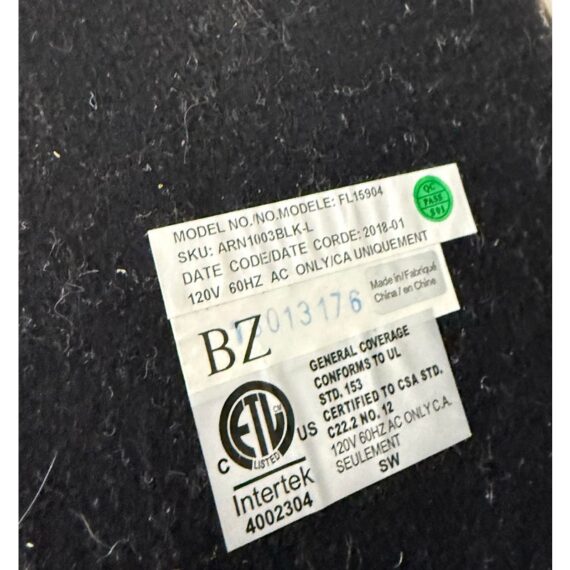 MODEL NO./NO.MODELE: FL15904
SKU: ARN1003BLK-L
DATE CODE/DATE CORDE: 2018-01
120V 60HZ AC ONLY/CA UNIQUEMENT
QC
PASS
Made in/Fabriqué
China / en Chine
BZ
013176
GENERAL COVERAGE
CONFORMS TO UL
STD. 153
CERTIFIED TO CSA STD.
C22.2 NO. 12
120V 60HZ AC ONLY C.A.
SEULEMENT
SW
ETL CM
LISTED
C US
Intertek
4002304